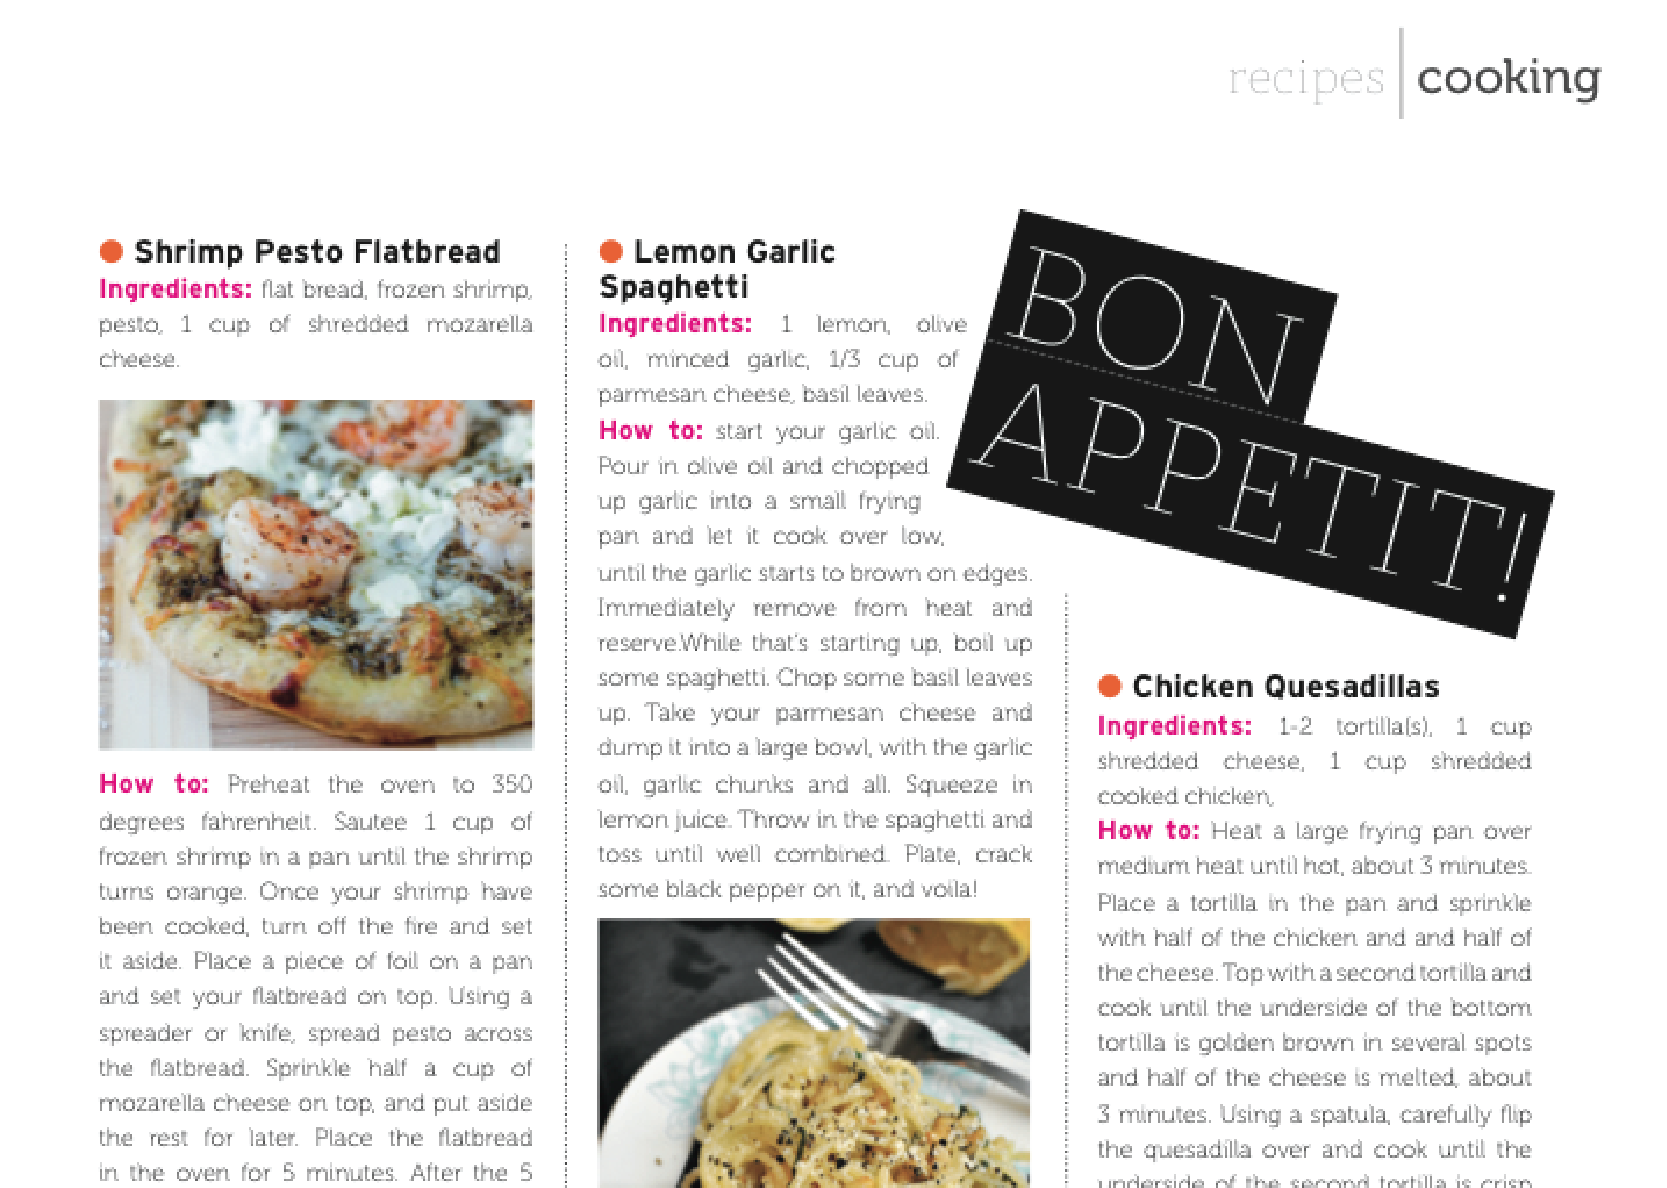 recipes cooking
Shrimp Pesto Flatbread
Ingredients: flat bread, frozen shrimp,
pesto, 1 cup of shredded mozarella
cheese.
How to: Preheat the oven to 350
degrees fahrenheit. Sautee 1 cup of
frozen shrimp in a pan until the shrimp
turns orange. Once your shrimp have
been cooked, turn off the fire and set
it aside. Place a piece of foil on a pan
and set your flatbread on top. Using a
spreader or knife, spread pesto across
the flatbread. Sprinkle half a cup of
mozarella cheese on top, and put aside
the rest for later. Place the flatbread
in the oven for 5 minutes. After the 5
Lemon Garlic
Spaghetti
Ingredients: 1 lemon, olive
oil, minced garlic, 1/3 cup of
parmesan cheese, basil leaves.
How to: start your garlic oil.
Pour in olive oil and chopped
up garlic into a small frying
pan and let it cook over low,
until the garlic starts to brown on edges.
Immediately remove from heat and
reserve.While that's starting up, boil up
some spaghetti. Chop some basil leaves
up. Take your parmesan cheese and
dump it into a large bowl, with the garlic
oil, garlic chunks and all. Squeeze in
lemon juice. Throw in the spaghetti and
toss until well combined. Plate, crack
some black pepper on it, and voila!
BON
APPETIT!
Chicken Quesadillas
Ingredients: 1-2 tortilla(s), 1 cup
shredded cheese, 1 cup shredded
cooked chicken,
How to: Heat a large frying pan over
medium heat until hot, about 3 minutes.
Place a tortilla in the pan and sprinkle
with half of the chicken and and half of
the cheese. Top with a second tortilla and
cook until the underside of the bottom
tortilla is golden brown in several spots
and half of the cheese is melted, about
3 minutes. Using a spatula, carefully flip
the quesadilla over and cook until the
underside of the second tortilla is crisp